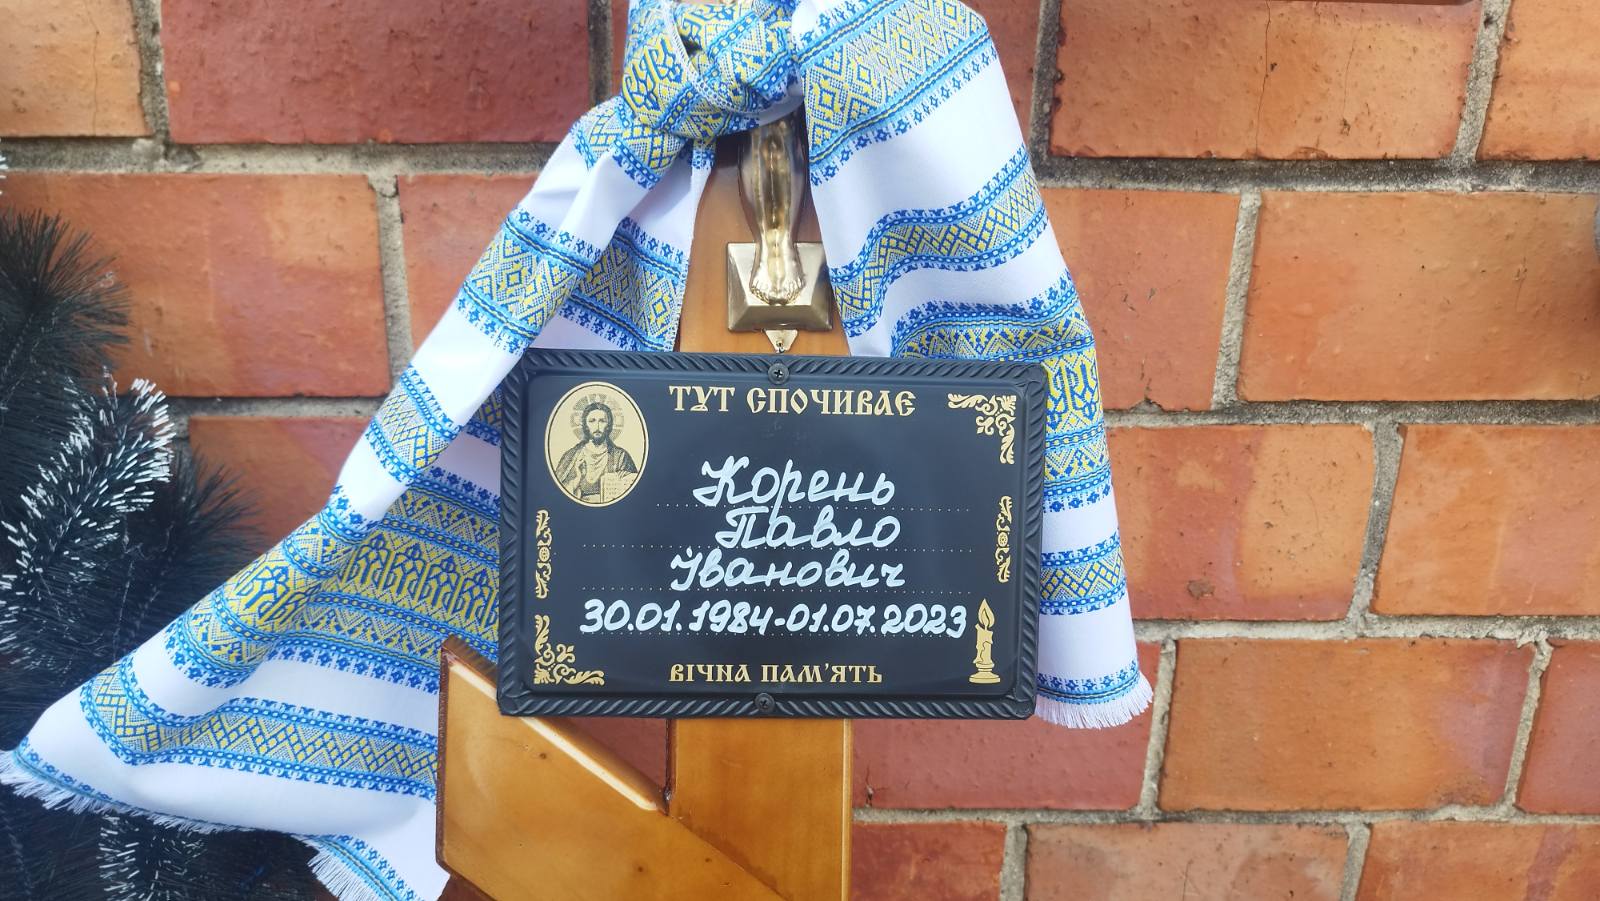 ТУТ СПОЧИВАЄ
Корень
Павло
Іванович
30.01.1984-01.07.2023
ВІЧНА ПАМ'ЯТЬ